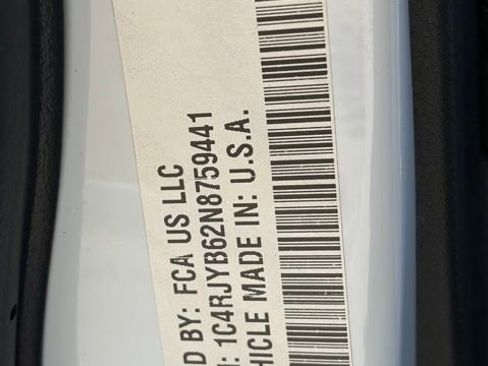 D BY: FCA US LLC
: 1C4RJYB62N8759441
HICLE MADE IN: U.S.A.